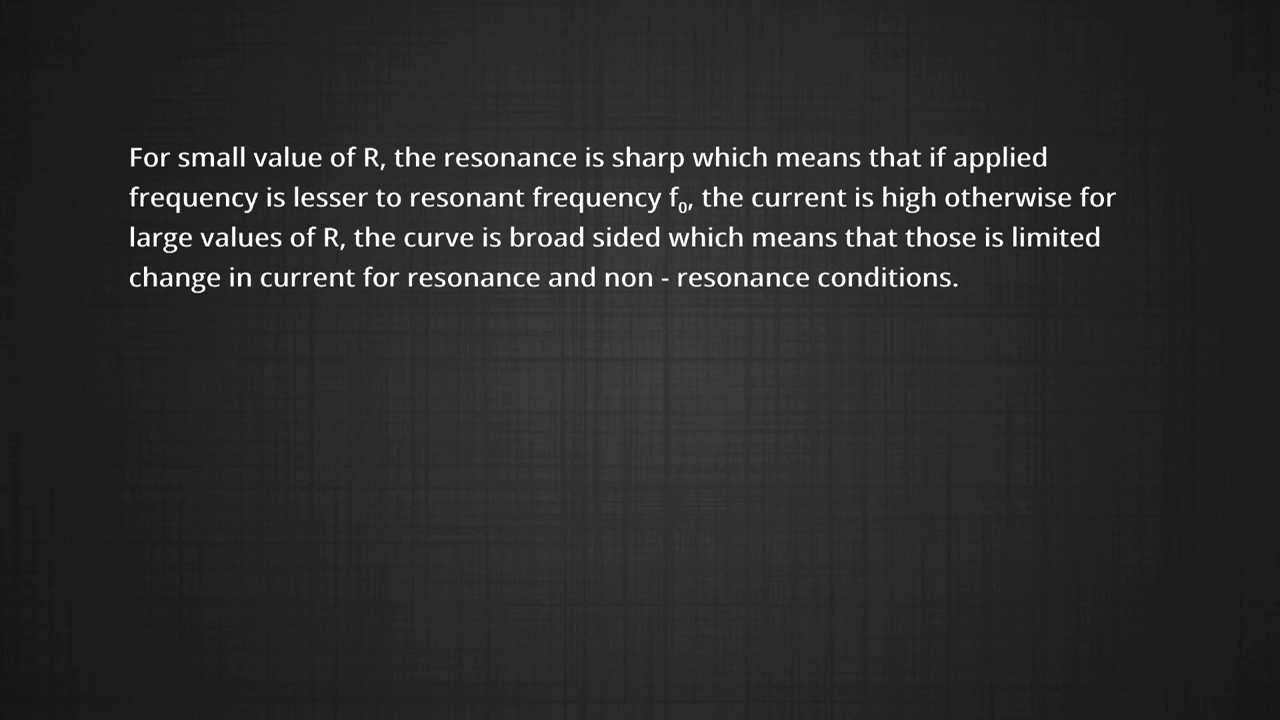 For small value of R, the resonance is sharp which means that if applied
frequency is lesser to resonant frequency f₀, the current is high otherwise for
large values of R, the curve is broad sided which means that those is limited
change in current for resonance and non - resonance conditions.